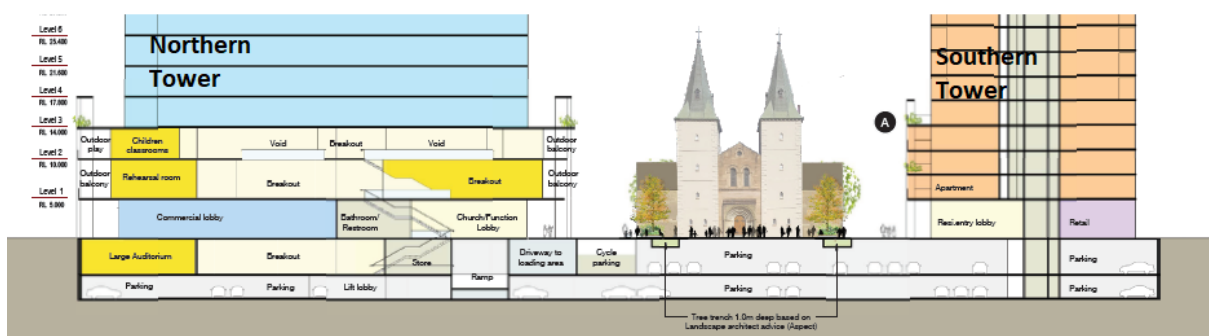 Level 6
RL 25.400
Level 5
RL 21.600
Level 4
RL 17.800
Level 3
RL 14.000
Level 2
RL 10.000
Level 1
RL 5.000
Northern
Tower
Southern
Tower
A
Outdoor
play
Children
classrooms
Void
Breakout
Void
Outdoor
balcony
Outdoor
balcony
Rehearsal room
Breakout
Breakout
Outdoor
balcony
Apartment
Commercial lobby
Bathroom/
Restroom
Church/Function
Lobby
Resi.entry lobby
Retail
Large Auditorium
Breakout
Store
Driveway to
loading area
Cycle
parking
Parking
Parking
Ramp
Parking
Parking
Lift lobby
Parking
Parking
Tree trench 1.0m deep based on
Landscape architect advice (Aspect)